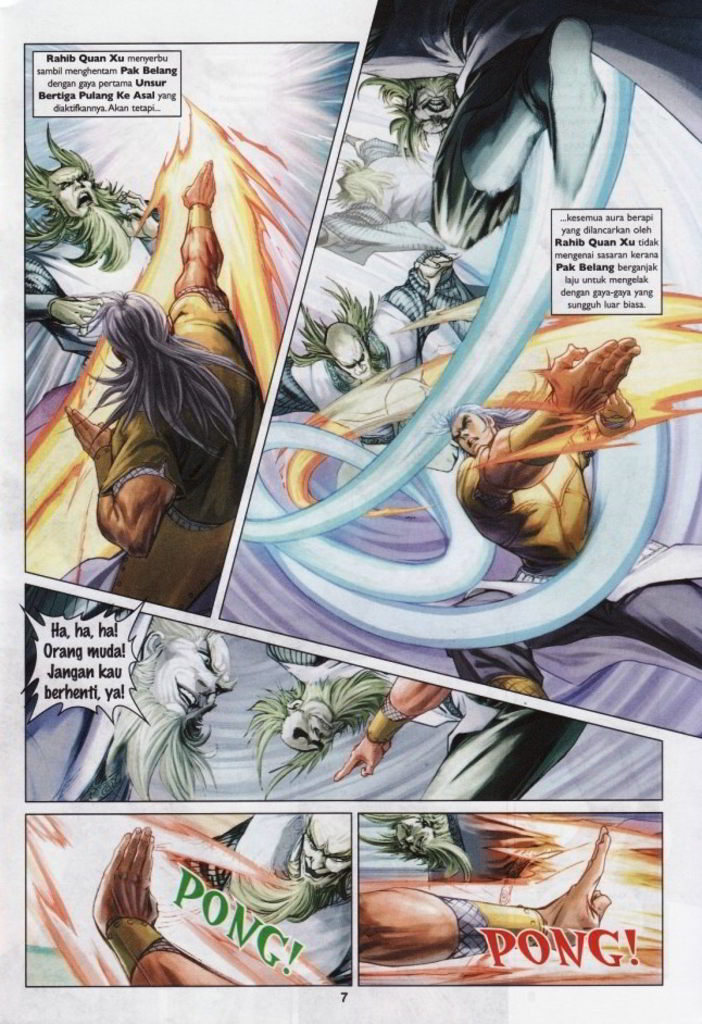 Rahib Quan Xu menyerbu
sambil menghentam Pak Belang
dengan gaya pertama Unsur
Bertiga Pulang Ke Asal yang
diaktifkannya. Akan tetapi...
...kesemua aura berapi
yang dilancarkan oleh
Rahib Quan Xu tidak
mengenai sasaran kerana
Pak Belang berganjak
laju untuk mengelak
dengan gaya-gaya yang
sungguh luar biasa.
Ha, ha, ha!
Orang muda!
Jangan kau
berhenti, ya!
PONG!
PONG!
7